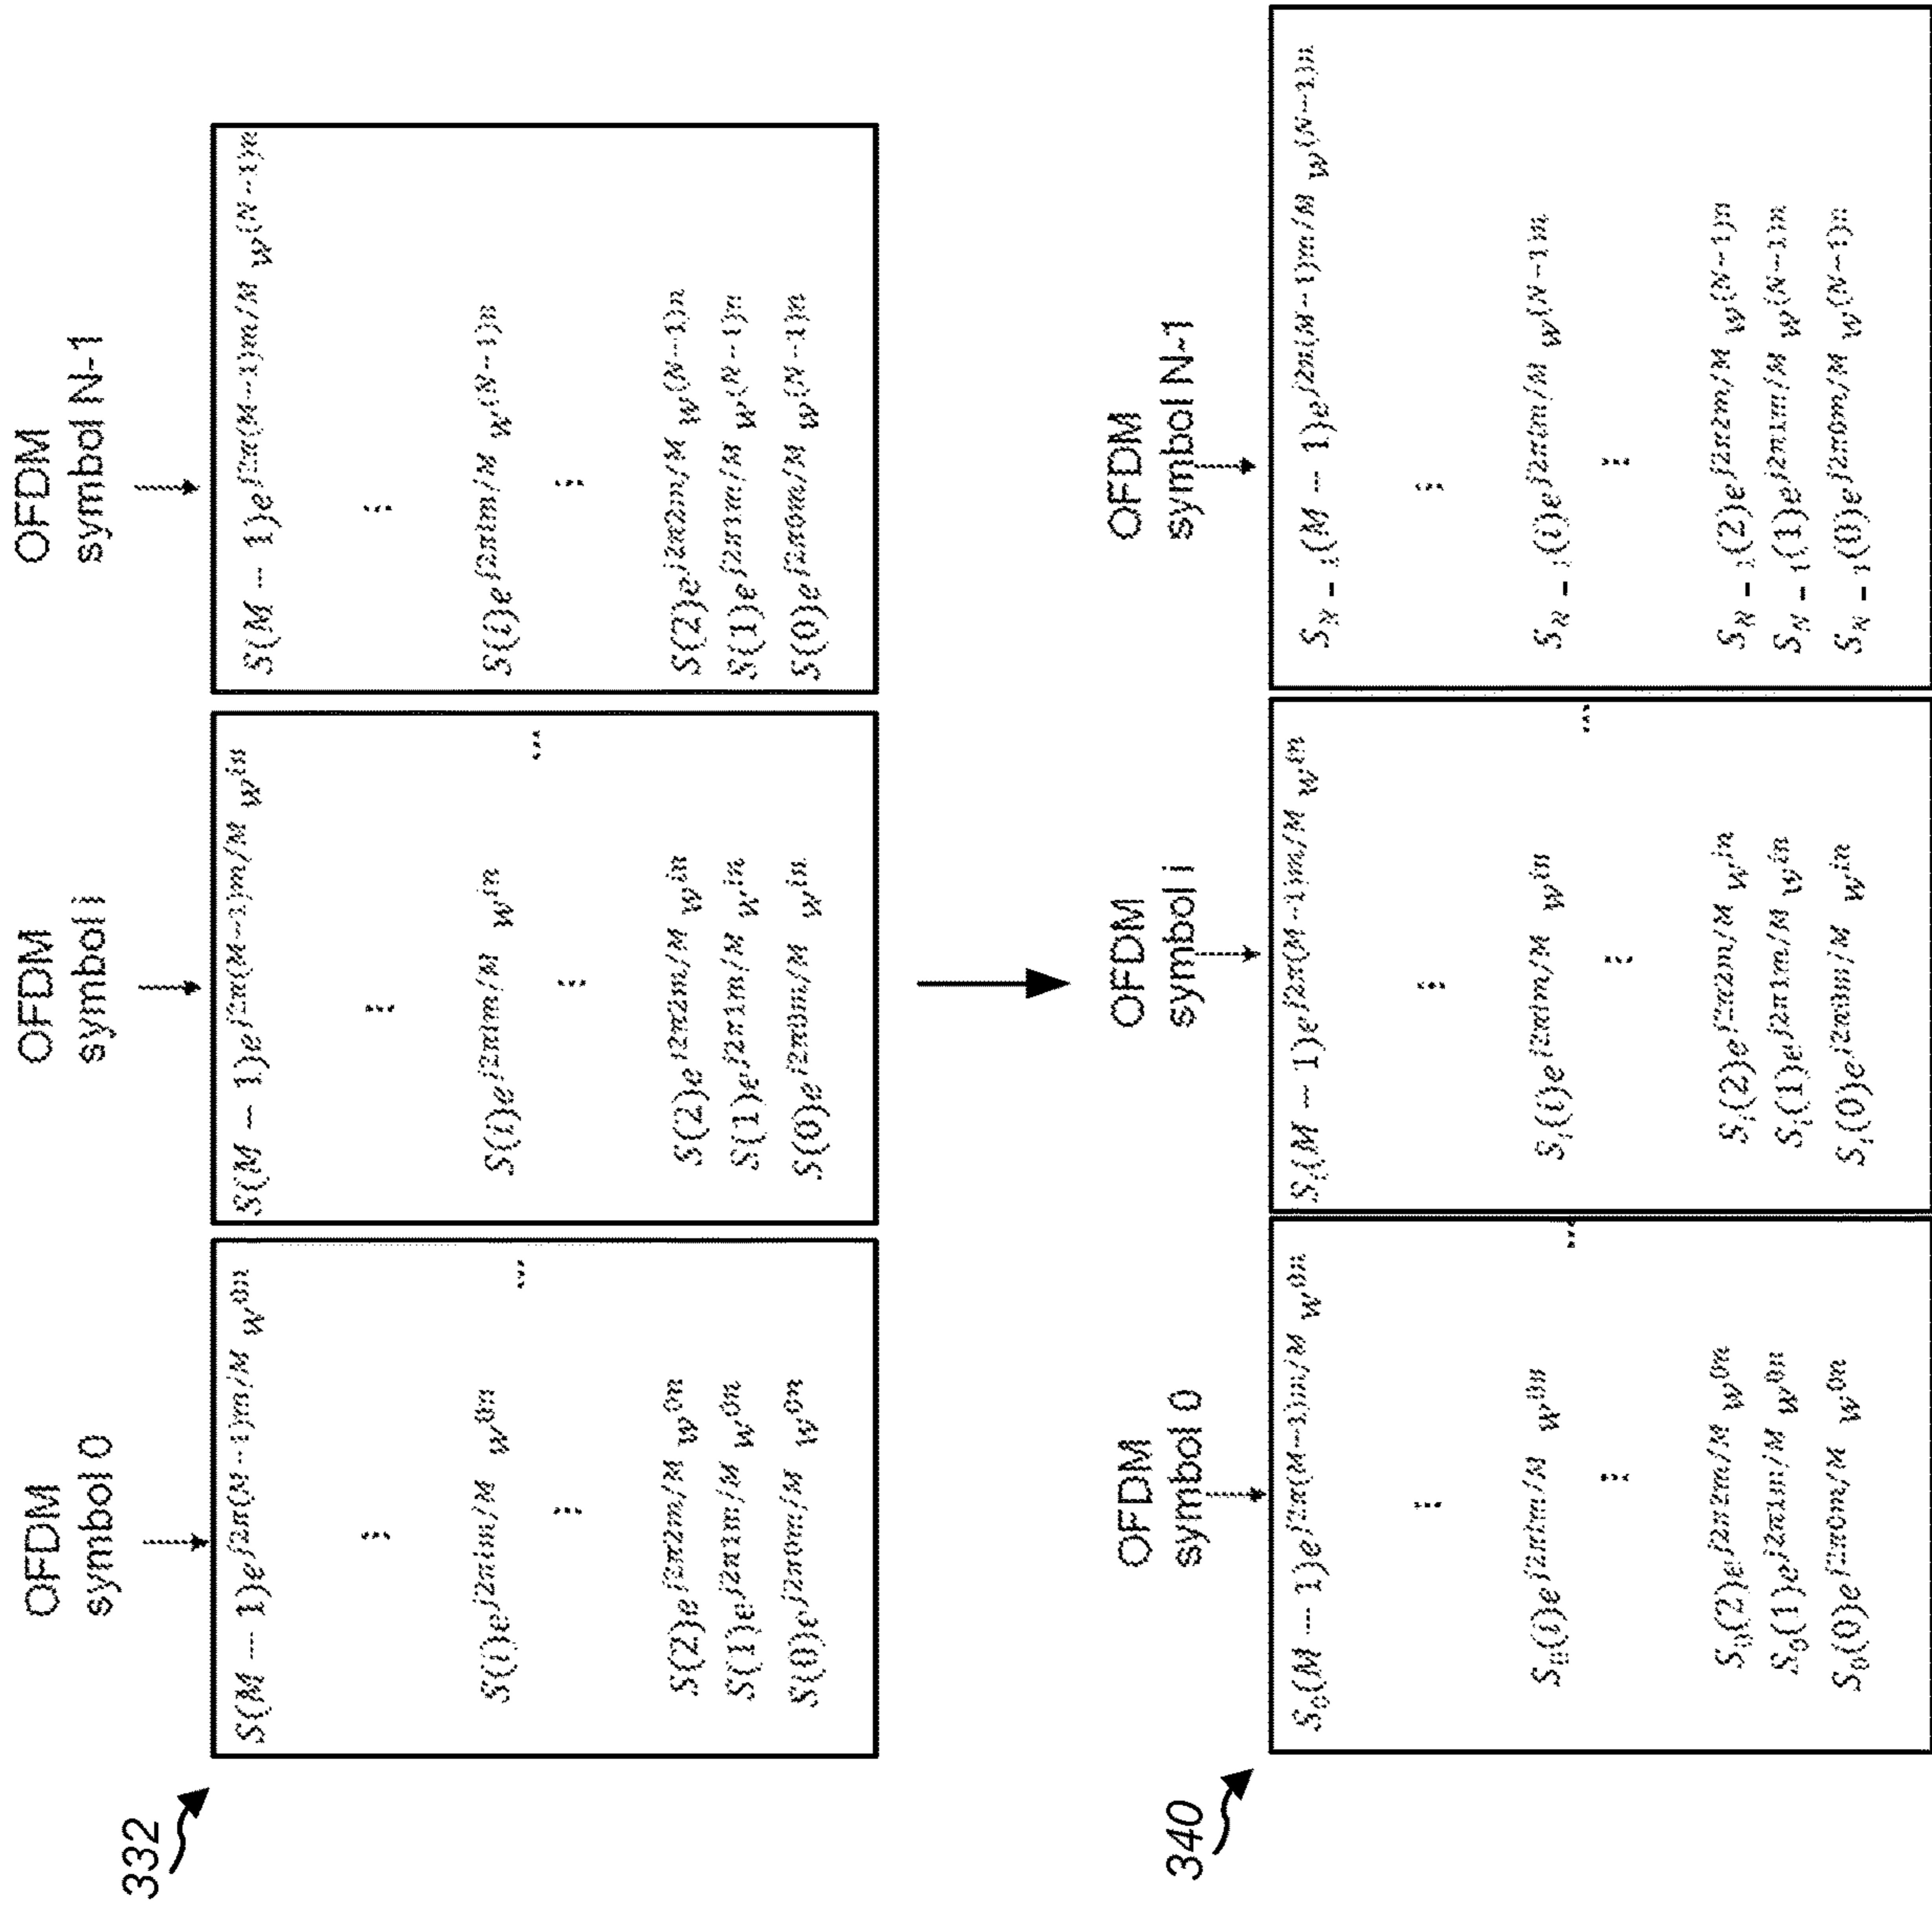 332
OFDM
symbol 0
S(M − 1)e^{j2π(M−1)m/M} w^{0n}
⋮
S(i)e^{j2πim/M} w^{0n}
⋮
S(2)e^{j2π2m/M} w^{0n}
S(1)e^{j2π1m/M} w^{0n}
S(0)e^{j2π0m/M} w^{0n}
...
OFDM
symbol i
S(M − 1)e^{j2π(M−1)m/M} w^{in}
⋮
S(i)e^{j2πim/M} w^{in}
⋮
S(2)e^{j2π2m/M} w^{in}
S(1)e^{j2π1m/M} w^{in}
S(0)e^{j2π0m/M} w^{in}
...
OFDM
symbol N-1
S(M − 1)e^{j2π(M−1)m/M} w^{(N−1)n}
⋮
S(i)e^{j2πim/M} w^{(N−1)n}
⋮
S(2)e^{j2π2m/M} w^{(N−1)n}
S(1)e^{j2π1m/M} w^{(N−1)n}
S(0)e^{j2π0m/M} w^{(N−1)n}
340
OFDM
symbol 0
S_0(M − 1)e^{j2π(M−1)m/M} w^{0n}
⋮
S_0(i)e^{j2πim/M} w^{0n}
⋮
S_0(2)e^{j2π2m/M} w^{0n}
S_0(1)e^{j2π1m/M} w^{0n}
S_0(0)e^{j2π0m/M} w^{0n}
...
OFDM
symbol i
S_i(M − 1)e^{j2π(M−1)m/M} w^{in}
⋮
S_i(i)e^{j2πim/M} w^{in}
⋮
S_i(2)e^{j2π2m/M} w^{in}
S_i(1)e^{j2π1m/M} w^{in}
S_i(0)e^{j2π0m/M} w^{in}
...
OFDM
symbol N-1
S_{N−1}(M − 1)e^{j2π(M−1)m/M} w^{(N−1)n}
⋮
S_{N−1}(i)e^{j2πim/M} w^{(N−1)n}
⋮
S_{N−1}(2)e^{j2π2m/M} w^{(N−1)n}
S_{N−1}(1)e^{j2π1m/M} w^{(N−1)n}
S_{N−1}(0)e^{j2π0m/M} w^{(N−1)n}